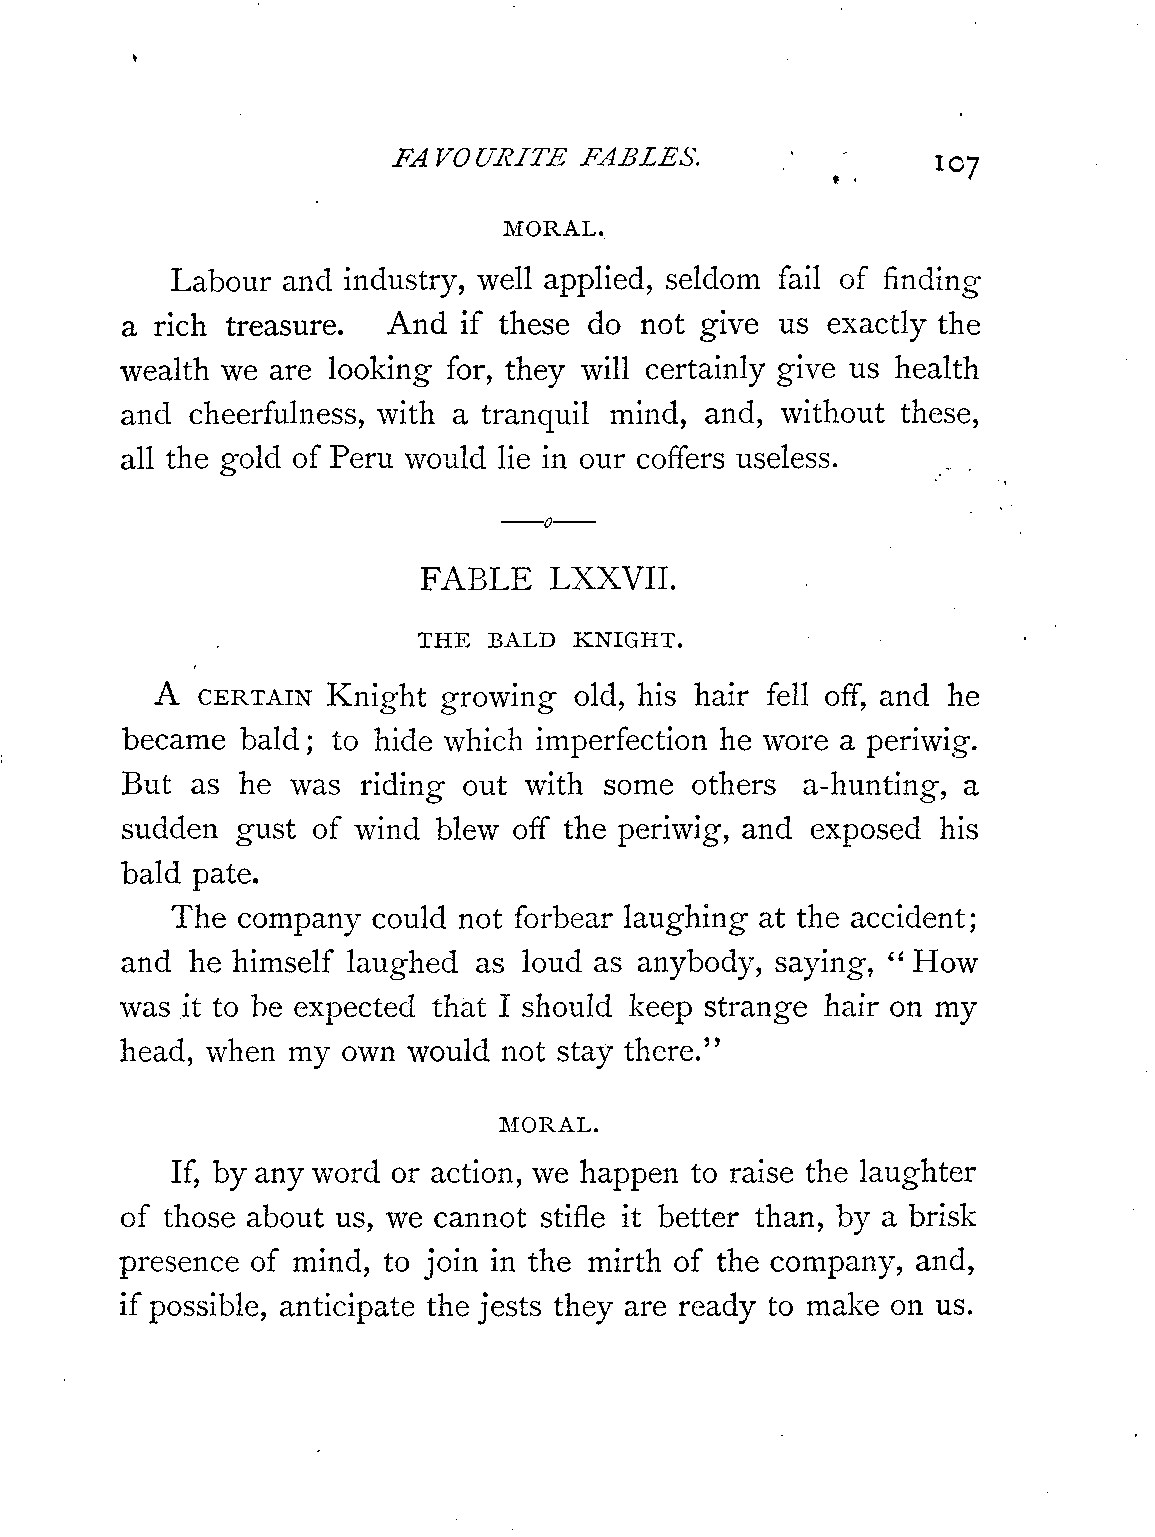 FAVOURITE FABLES. 107
MORAL.
Labour and industry, well applied, seldom fail of finding
a rich treasure. And if these do not give us exactly the
wealth we are looking for, they will certainly give us health
and cheerfulness, with a tranquil mind, and, without these,
all the gold of Peru would lie in our coffers useless.
FABLE LXXVII.
THE BALD KNIGHT.
A CERTAIN Knight growing old, his hair fell off, and he
became bald; to hide which imperfection he wore a periwig.
But as he was riding out with some others a-hunting, a
sudden gust of wind blew off the periwig, and exposed his
bald pate.
The company could not forbear laughing at the accident;
and he himself laughed as loud as anybody, saying, "How
was it to be expected that I should keep strange hair on my
head, when my own would not stay there."
MORAL.
If, by any word or action, we happen to raise the laughter
of those about us, we cannot stifle it better than, by a brisk
presence of mind, to join in the mirth of the company, and,
if possible, anticipate the jests they are ready to make on us.